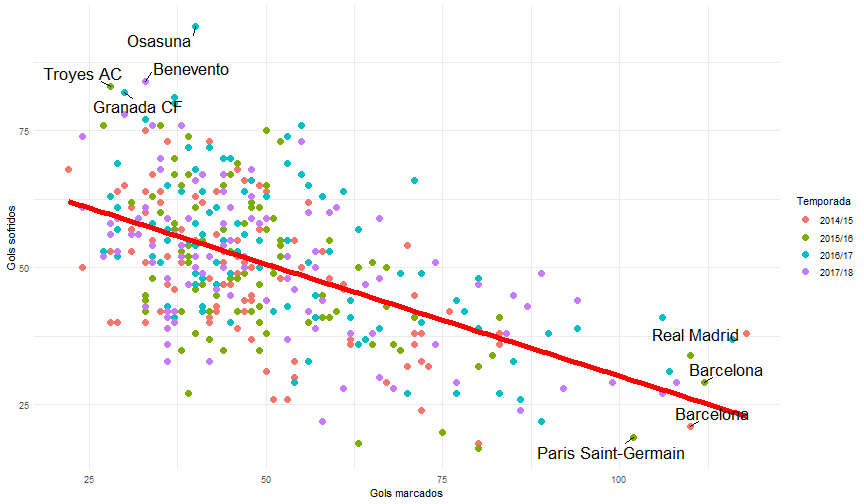 Osasuna
Troyes AC
Benevento
Granada CF
75
50
25
Gols sofridos
Real Madrid
Barcelona
Barcelona
Paris Saint-Germain
25
50
75
100
Gols marcados
Temporada
2014/15
2015/16
2016/17
2017/18